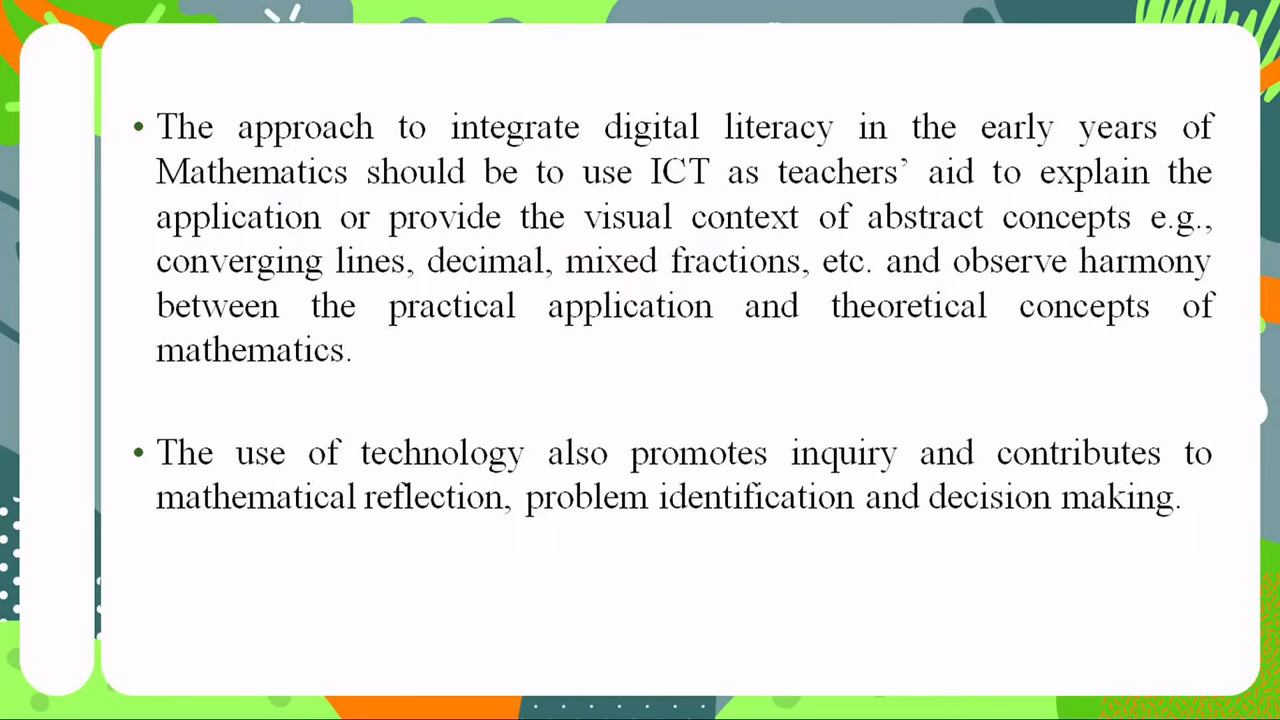 • The approach to integrate digital literacy in the early years of
Mathematics should be to use ICT as teachers’ aid to explain the
application or provide the visual context of abstract concepts e.g.,
converging lines, decimal, mixed fractions, etc. and observe harmony
between the practical application and theoretical concepts of
mathematics.
• The use of technology also promotes inquiry and contributes to
mathematical reflection, problem identification and decision making.